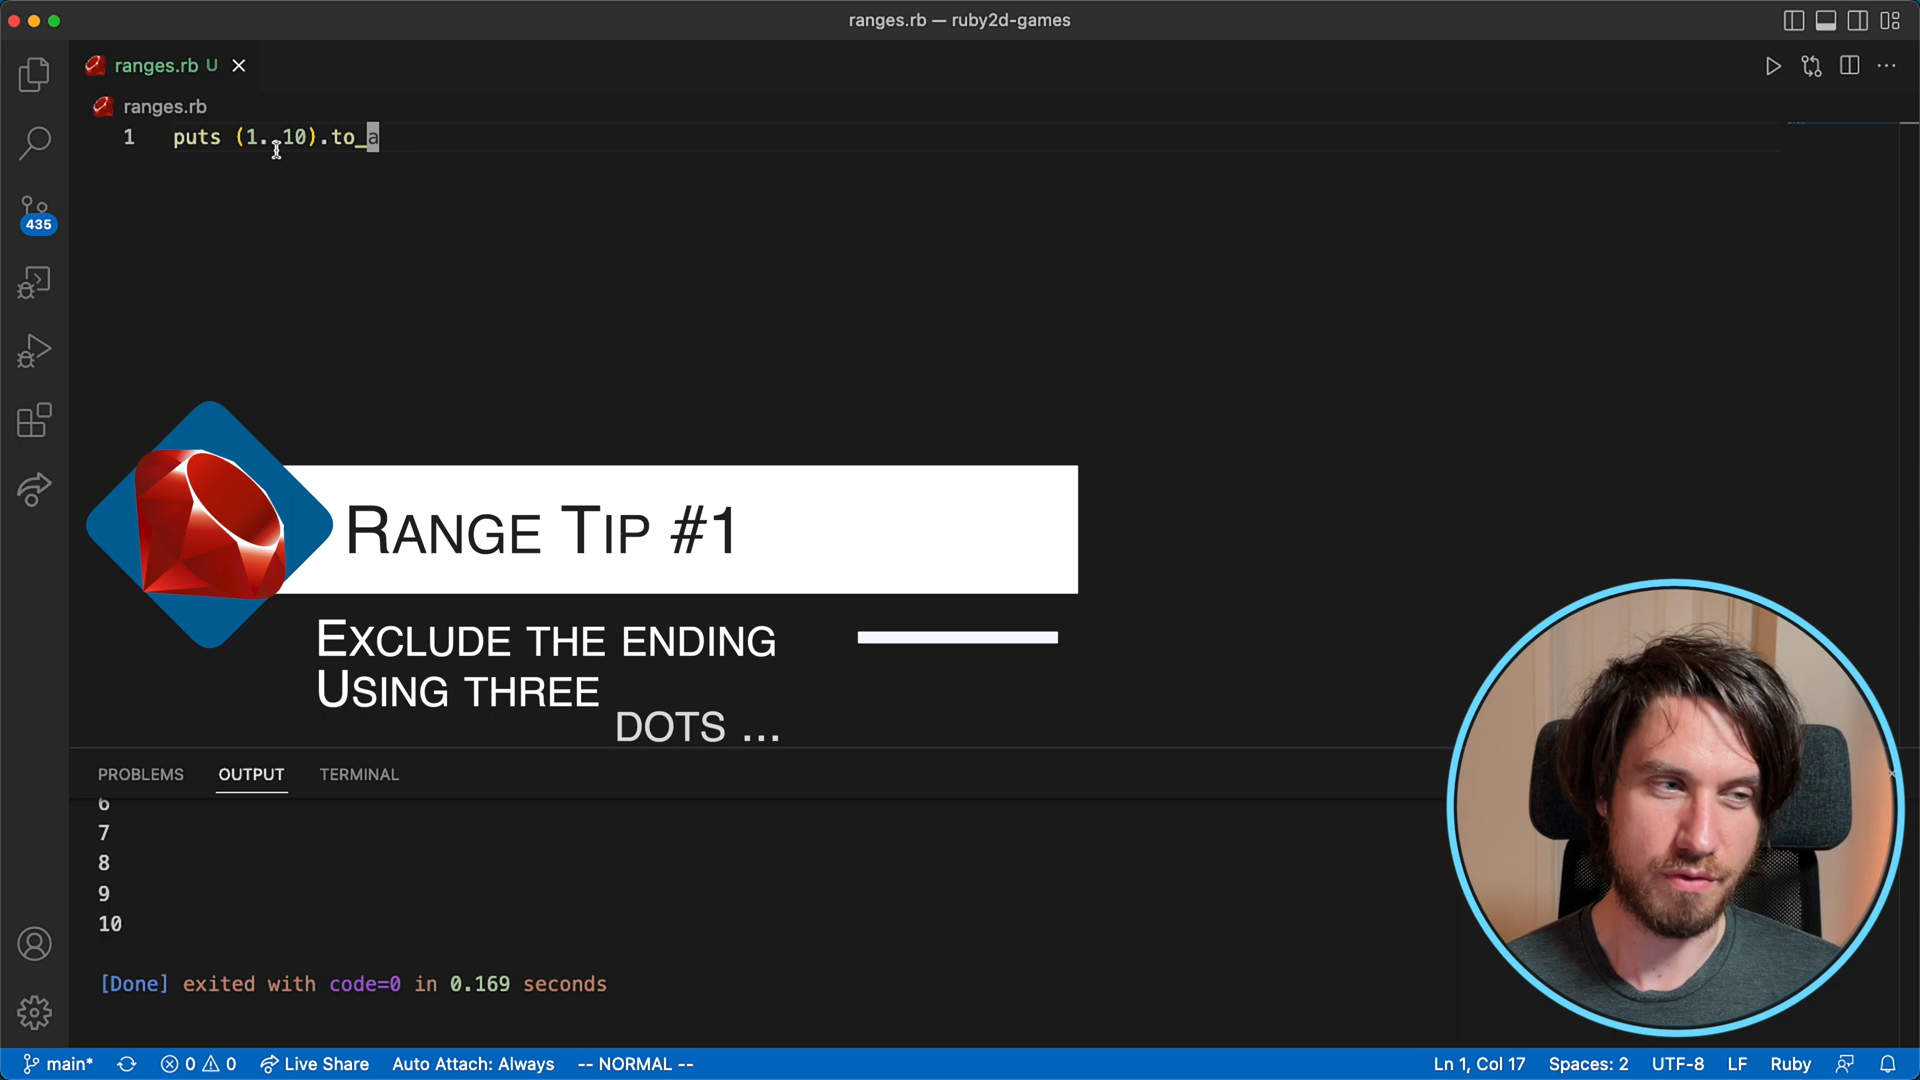 ranges.rb — ruby2d-games
ranges.rb U
ranges.rb
1 puts (1..10).to_a
435
RANGE TIP #1
EXCLUDE THE ENDING
USING THREE
DOTS ...
PROBLEMS OUTPUT TERMINAL
6
7
8
9
10
[Done] exited with code=0 in 0.169 seconds
main* 0 0 Live Share Auto Attach: Always -- NORMAL -- Ln 1, Col 17 Spaces: 2 UTF-8 LF Ruby